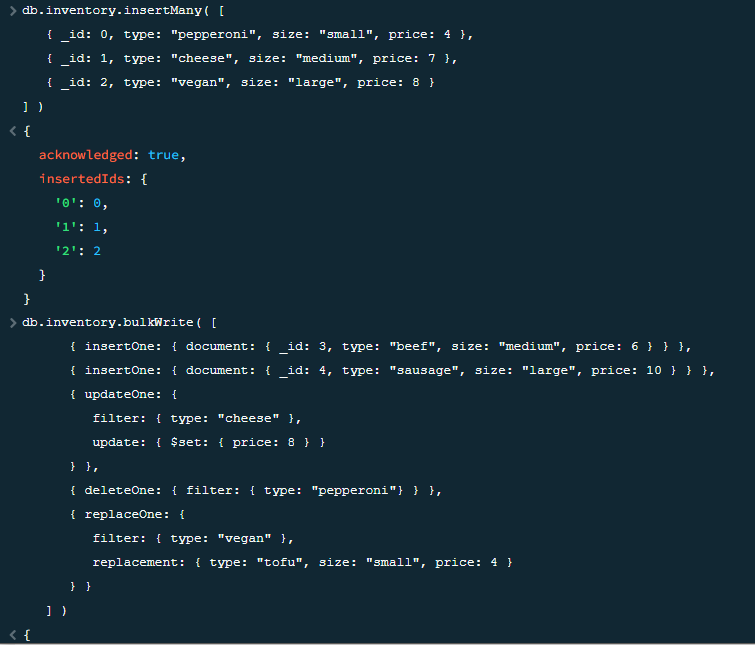 > db.inventory.insertMany( [
{ _id: 0, type: "pepperoni", size: "small", price: 4 },
{ _id: 1, type: "cheese", size: "medium", price: 7 },
{ _id: 2, type: "vegan", size: "large", price: 8 }
] )
< {
acknowledged: true,
insertedIds: {
'0': 0,
'1': 1,
'2': 2
}
}
> db.inventory.bulkWrite( [
{ insertOne: { document: { _id: 3, type: "beef", size: "medium", price: 6 } } },
{ insertOne: { document: { _id: 4, type: "sausage", size: "large", price: 10 } } },
{ updateOne: {
filter: { type: "cheese" },
update: { $set: { price: 8 } }
} },
{ deleteOne: { filter: { type: "pepperoni"} } },
{ replaceOne: {
filter: { type: "vegan" },
replacement: { type: "tofu", size: "small", price: 4 }
} }
] )
< {